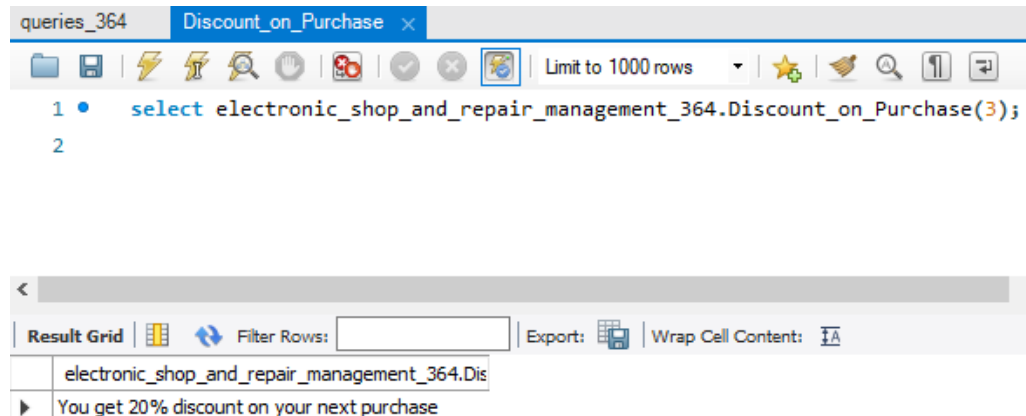 queries_364 Discount_on_Purchase
Limit to 1000 rows
1 select electronic_shop_and_repair_management_364.Discount_on_Purchase(3);
2
Result Grid Filter Rows: Export: Wrap Cell Content: IA
electronic_shop_and_repair_management_364.Dis
You get 20% discount on your next purchase